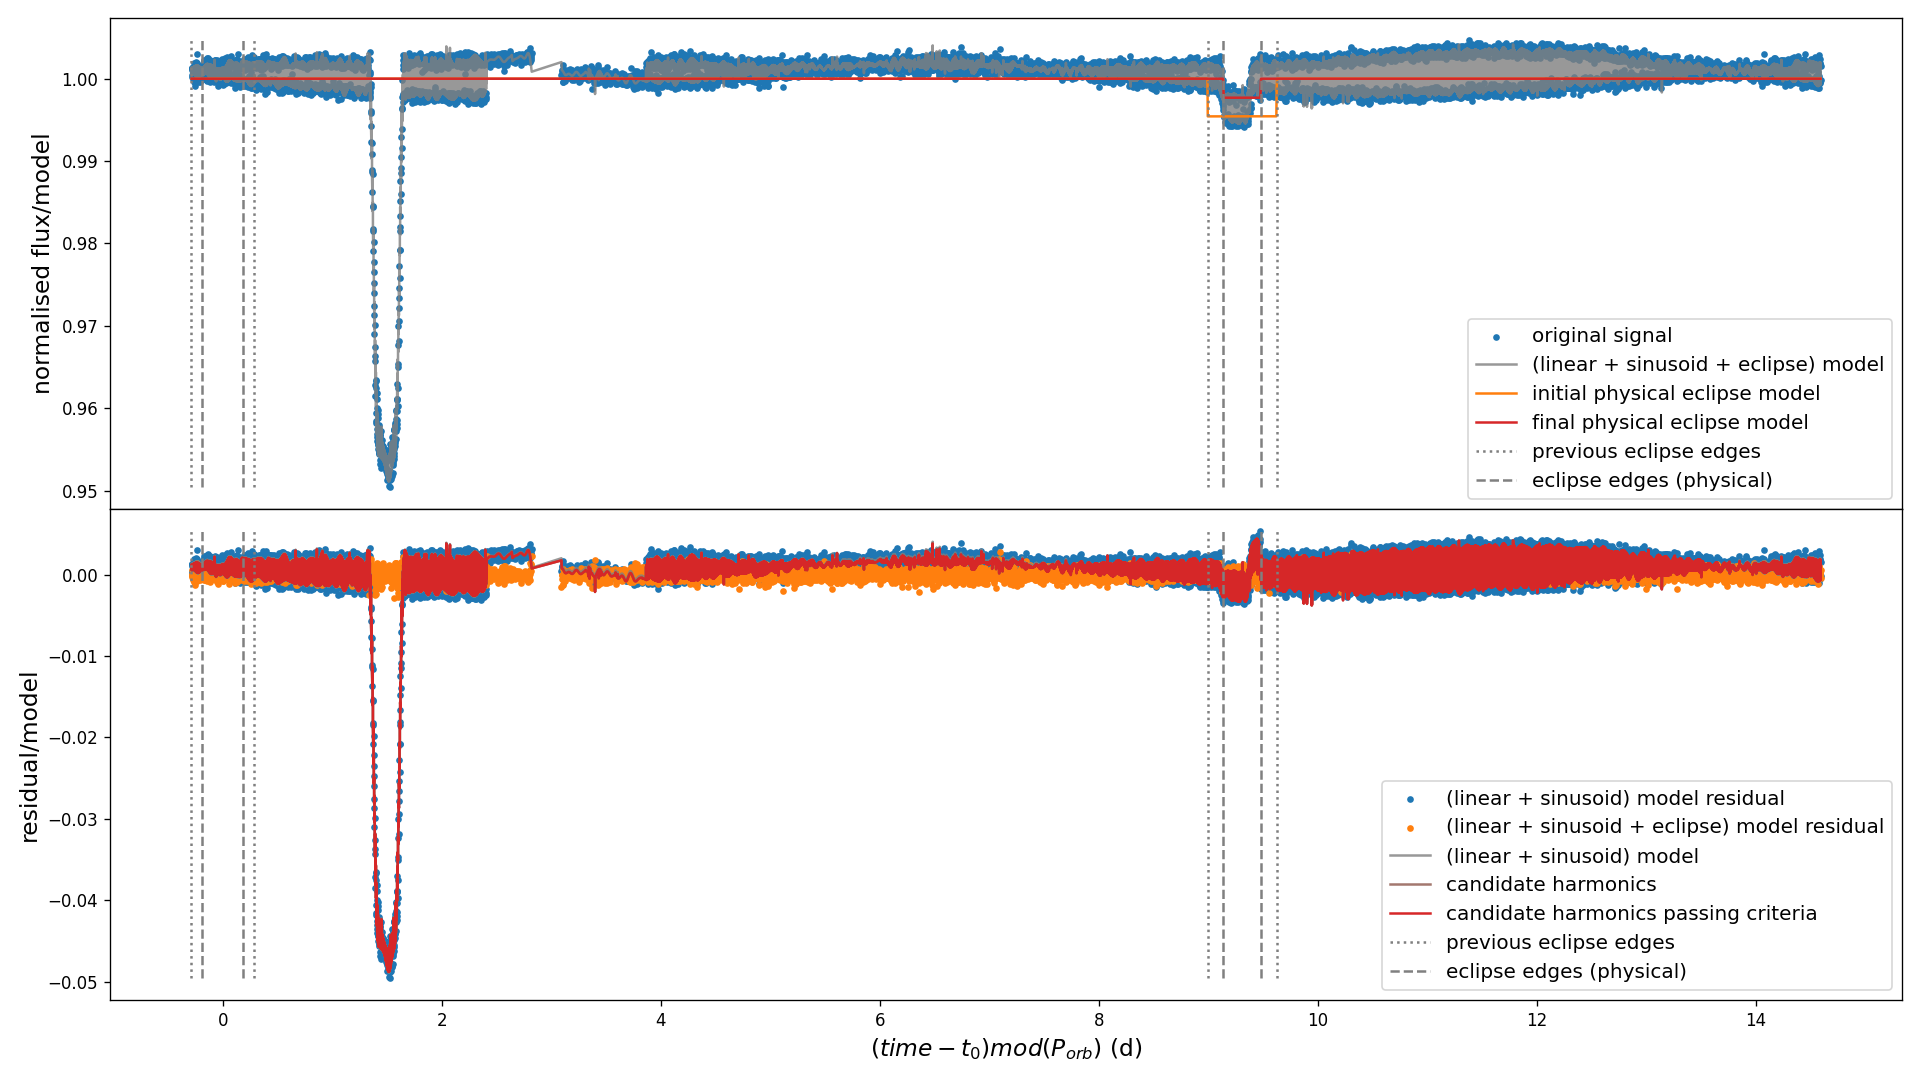 normalised flux/model
1.00
0.99
0.98
0.97
0.96
0.95
original signal
(linear + sinusoid + eclipse) model
initial physical eclipse model
final physical eclipse model
previous eclipse edges
eclipse edges (physical)
residual/model
0.00
−0.01
−0.02
−0.03
−0.04
−0.05
(linear + sinusoid) model residual
(linear + sinusoid + eclipse) model residual
(linear + sinusoid) model
candidate harmonics
candidate harmonics passing criteria
previous eclipse edges
eclipse edges (physical)
0 2 4 6 8 10 12 14
(time − t₀)mod(Pₒᵣb) (d)